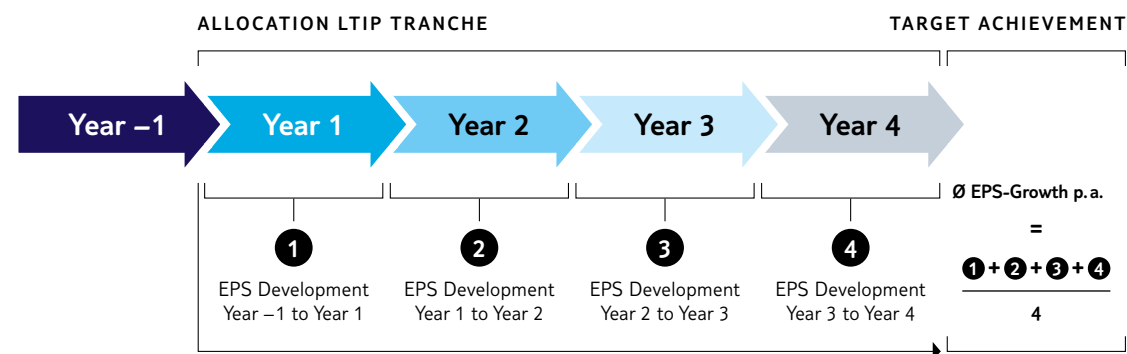 ALLOCATION LTIP TRANCHE
TARGET ACHIEVEMENT
Year –1
Year 1
Year 2
Year 3
Year 4
1
EPS Development
Year –1 to Year 1
2
EPS Development
Year 1 to Year 2
3
EPS Development
Year 2 to Year 3
4
EPS Development
Year 3 to Year 4
Ø EPS-Growth p. a.
=
1 + 2 + 3 + 4
4